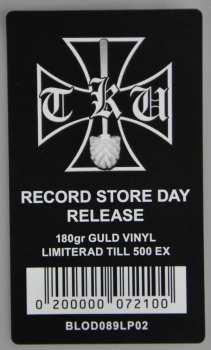 TKU
RECORD STORE DAY
RELEASE
180gr GULD VINYL
LIMITERAD TILL 500 EX
0 200000 072100
BLOD089LP02